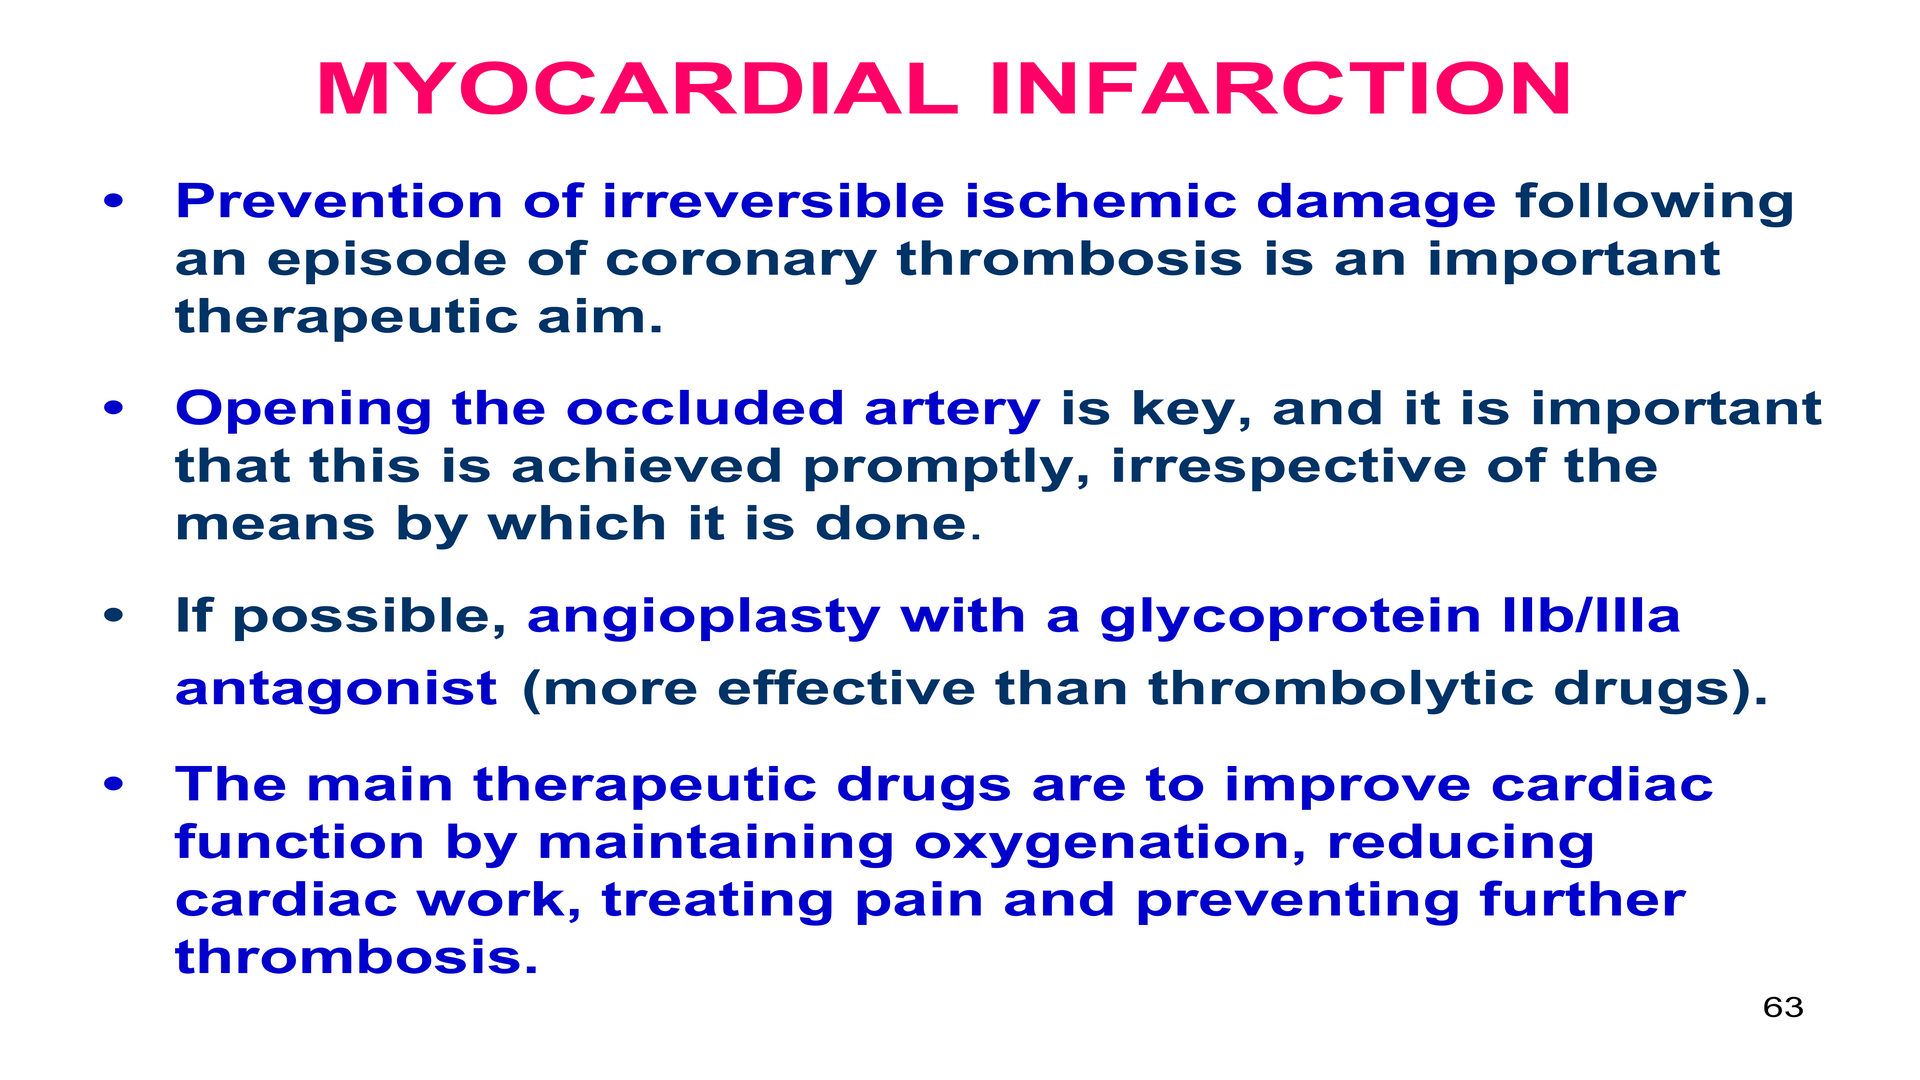 MYOCARDIAL INFARCTION
• Prevention of irreversible ischemic damage following
an episode of coronary thrombosis is an important
therapeutic aim.
• Opening the occluded artery is key, and it is important
that this is achieved promptly, irrespective of the
means by which it is done.
• If possible, angioplasty with a glycoprotein IIb/IIIa
antagonist (more effective than thrombolytic drugs).
• The main therapeutic drugs are to improve cardiac
function by maintaining oxygenation, reducing
cardiac work, treating pain and preventing further
thrombosis.
63